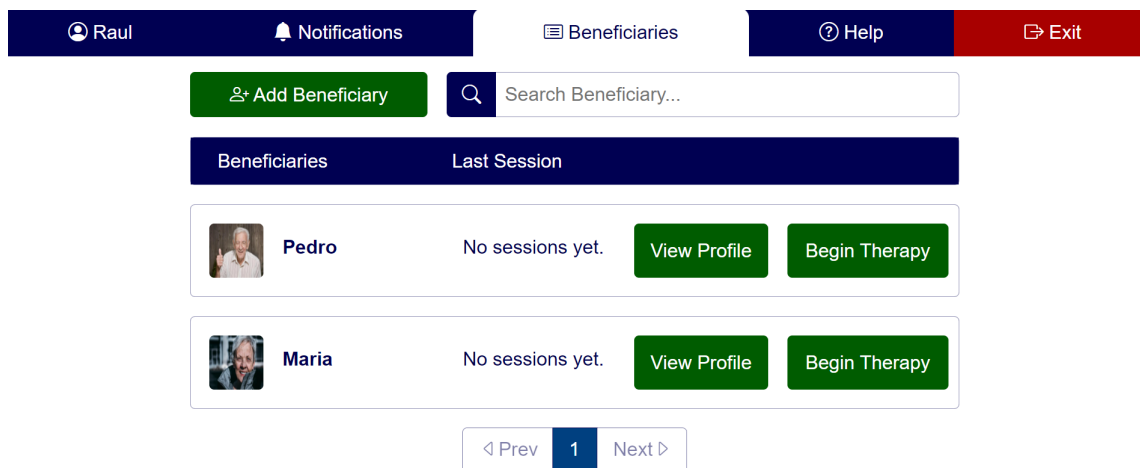 Raul Notifications Beneficiaries Help Exit
Add Beneficiary Search Beneficiary...
Beneficiaries Last Session
Pedro No sessions yet. View Profile Begin Therapy
Maria No sessions yet. View Profile Begin Therapy
Prev 1 Next